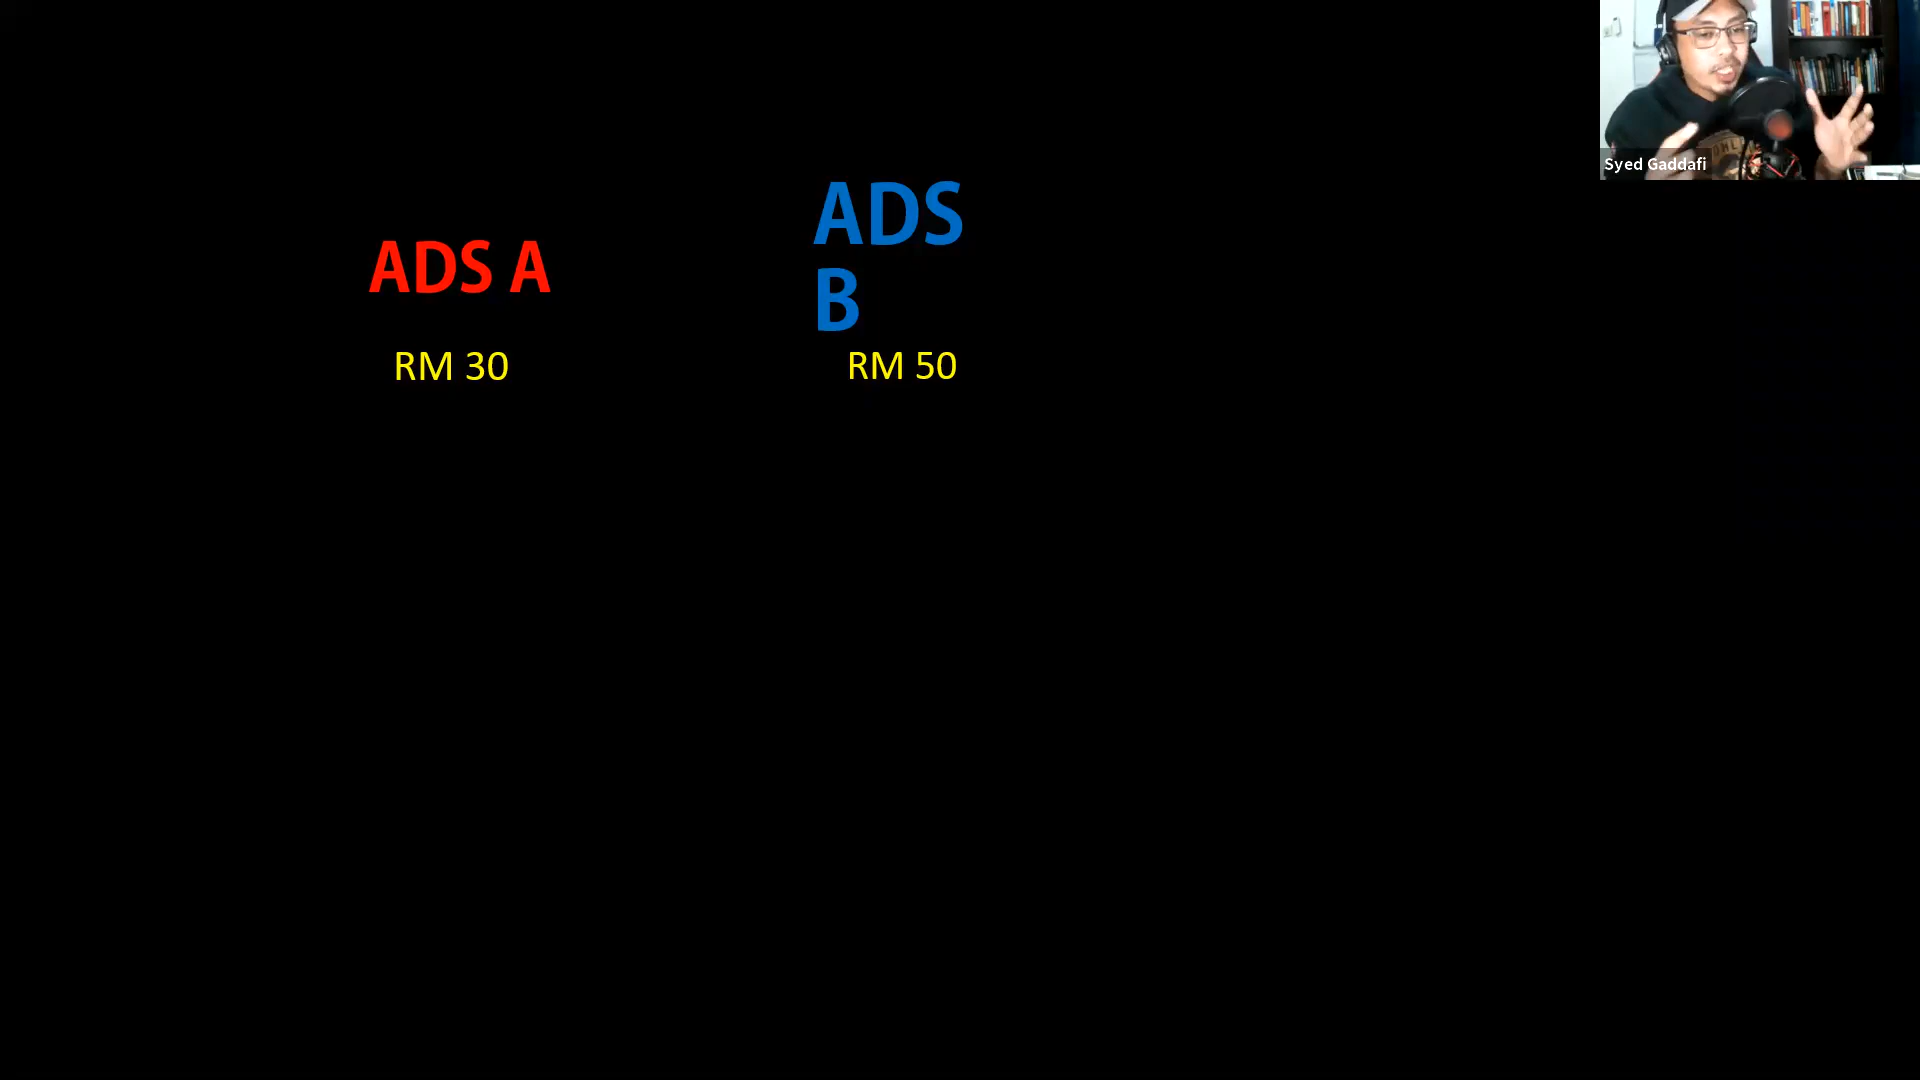 ADS A
RM 30
ADS
B
RM 50
Syed Gaddafi